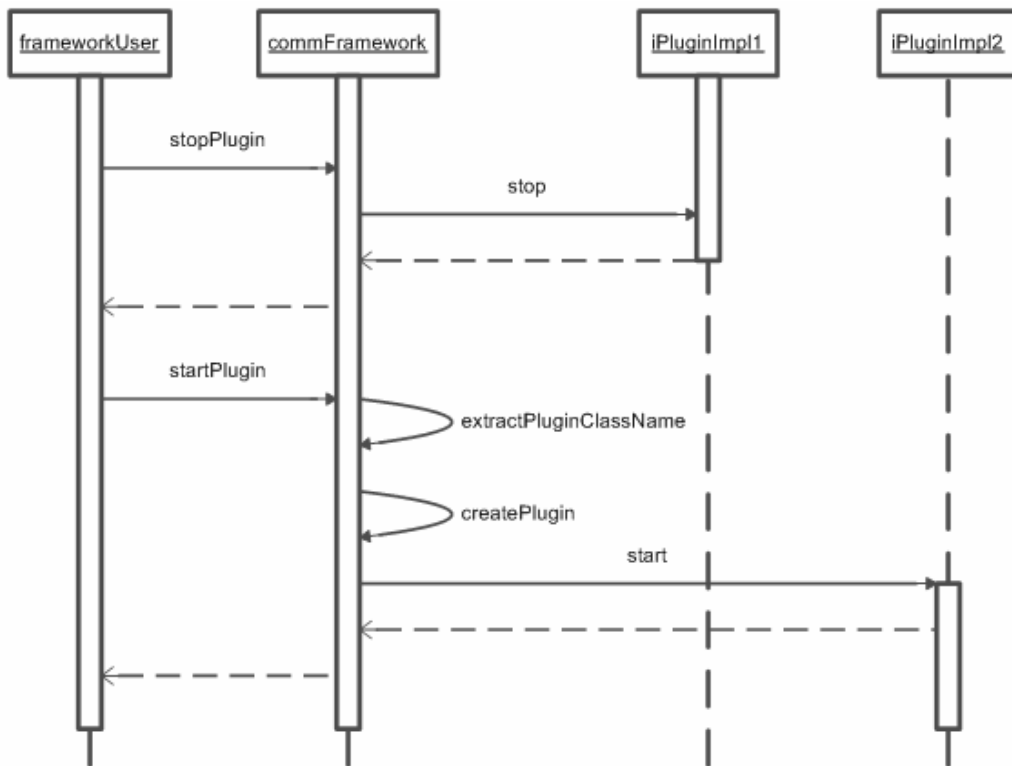 frameworkUser
commFramework
iPluginImpl1
iPluginImpl2
stopPlugin
stop
startPlugin
extractPluginClassName
createPlugin
start